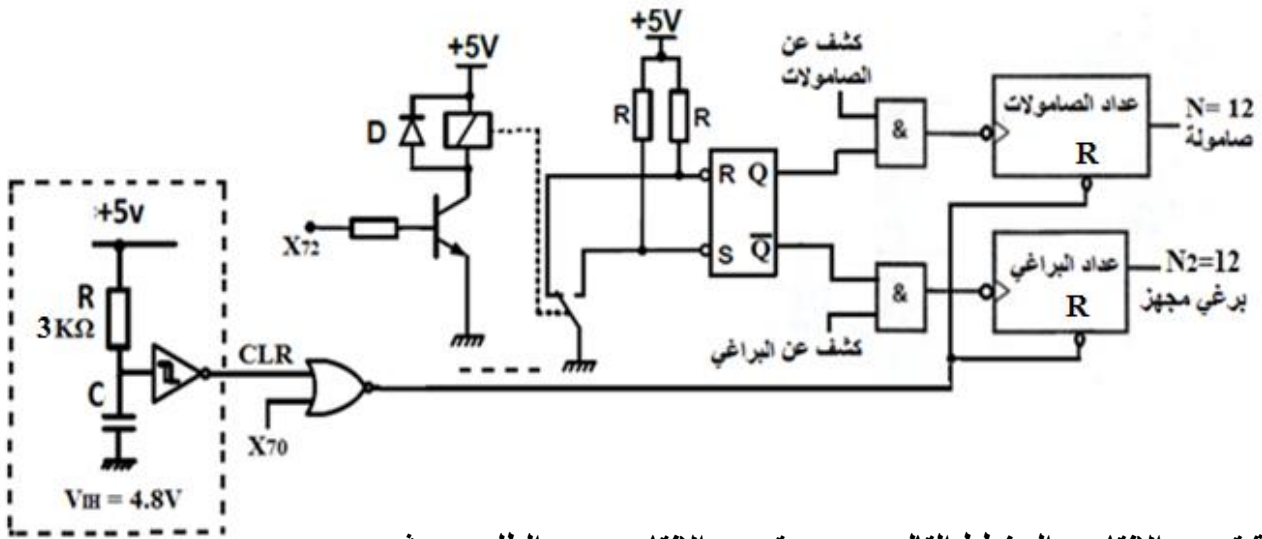 +5V
+5V
كشف عن
الصامولات
D
R
R
&
عداد الصامولات
R
N= 12
صامولة
X72
R Q
S Q̅
&
عداد البراغي
R
N2=12
برغي مجهز
كشف عن البراغي
+5v
R
3KΩ
C
CLR
X70
VIH = 4.8V